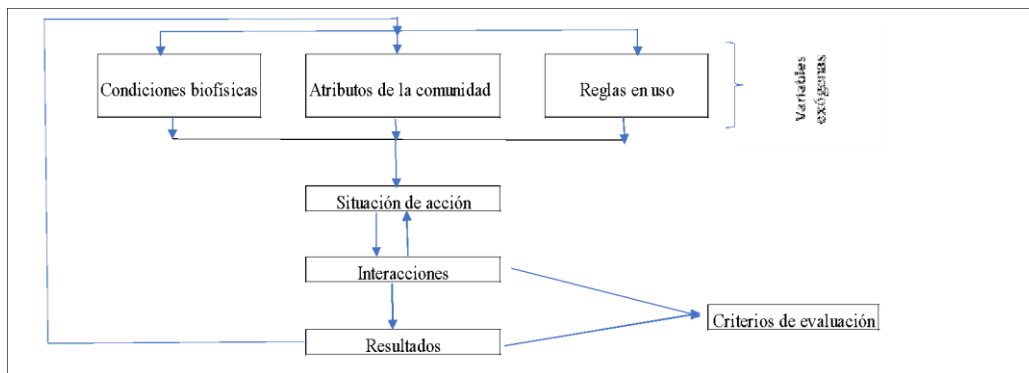 Condiciones biofísicas
Atributos de la comunidad
Reglas en uso
Variables
exógenas
Situación de acción
Interacciones
Criterios de evaluación
Resultados